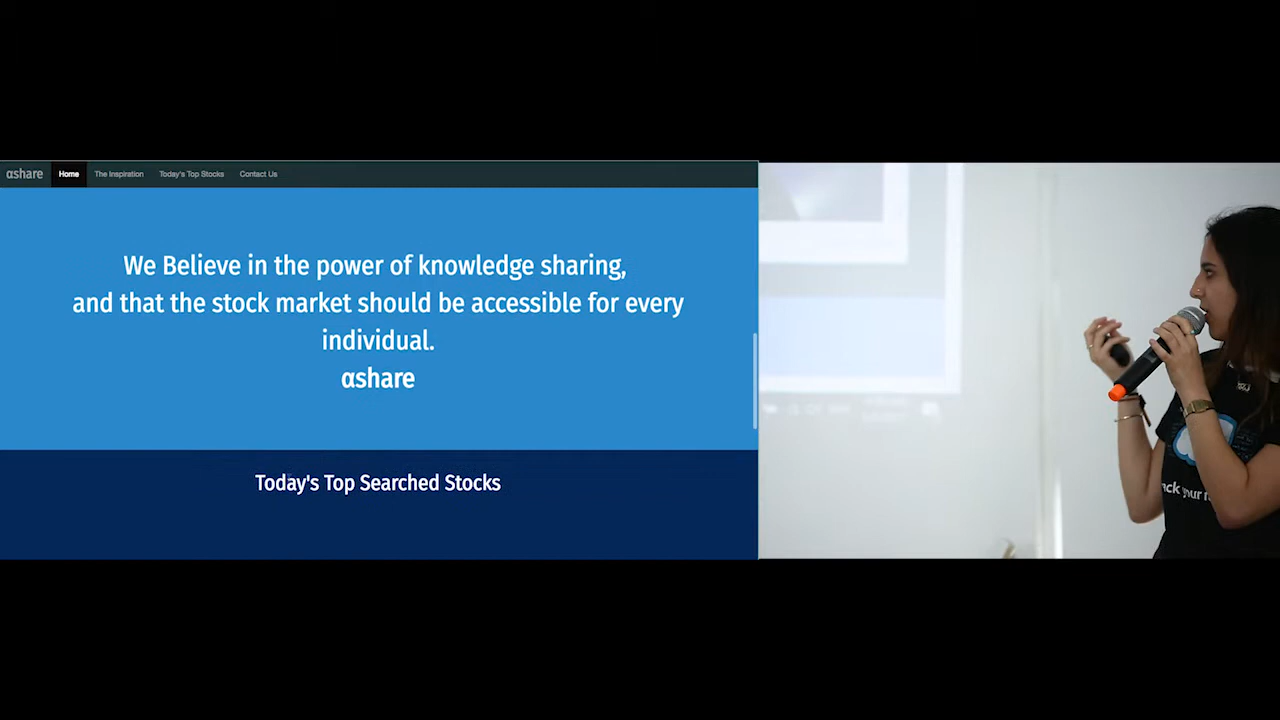 αshare Home The Inspiration Today's Top Stocks Contact Us
We Believe in the power of knowledge sharing,
and that the stock market should be accessible for every
individual.
αshare
Today's Top Searched Stocks
your